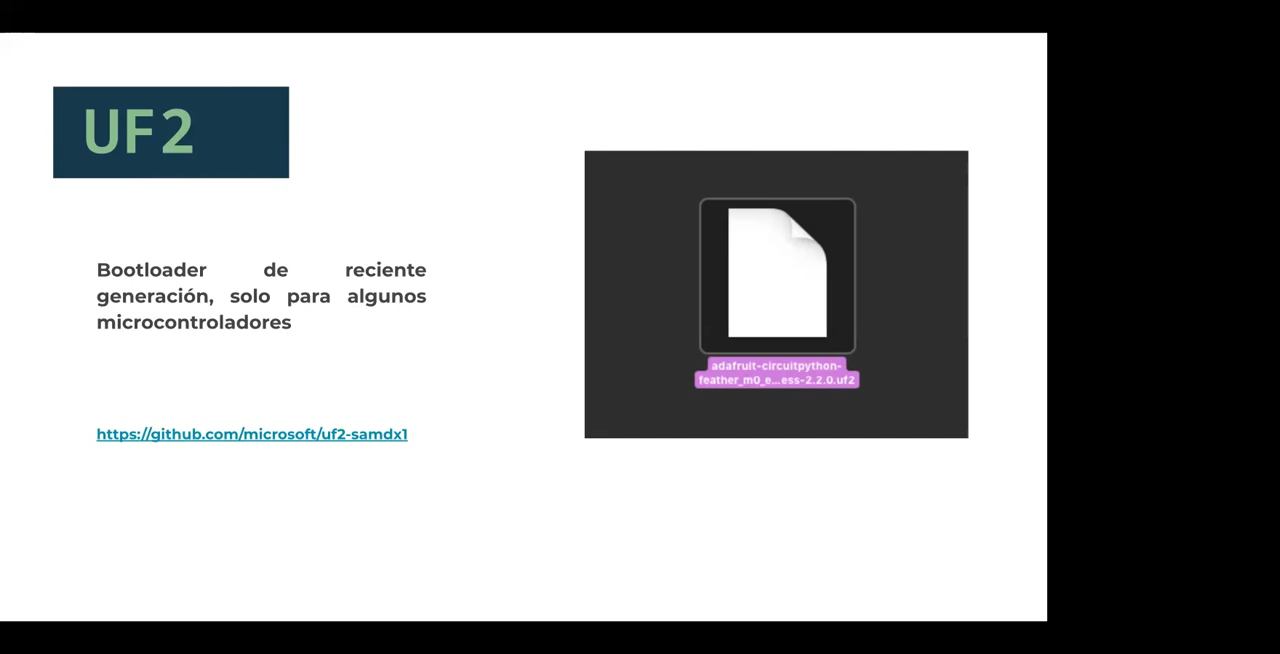 UF2
Bootloader de reciente
generación, solo para algunos
microcontroladores
https://github.com/microsoft/uf2-samdx1
adafruit-circuitpython-
feather_m0_e...ess-2.2.0.uf2